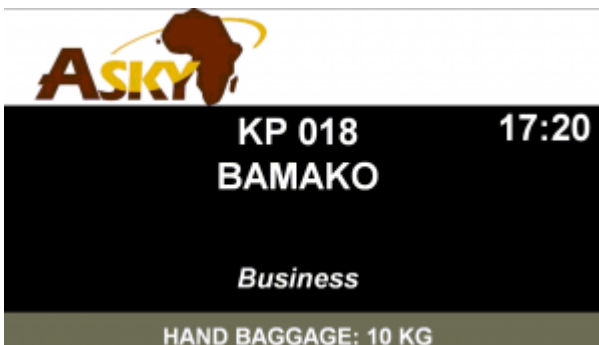 ASKY
KP 018 17:20
BAMAKO
Business
HAND BAGGAGE: 10 KG